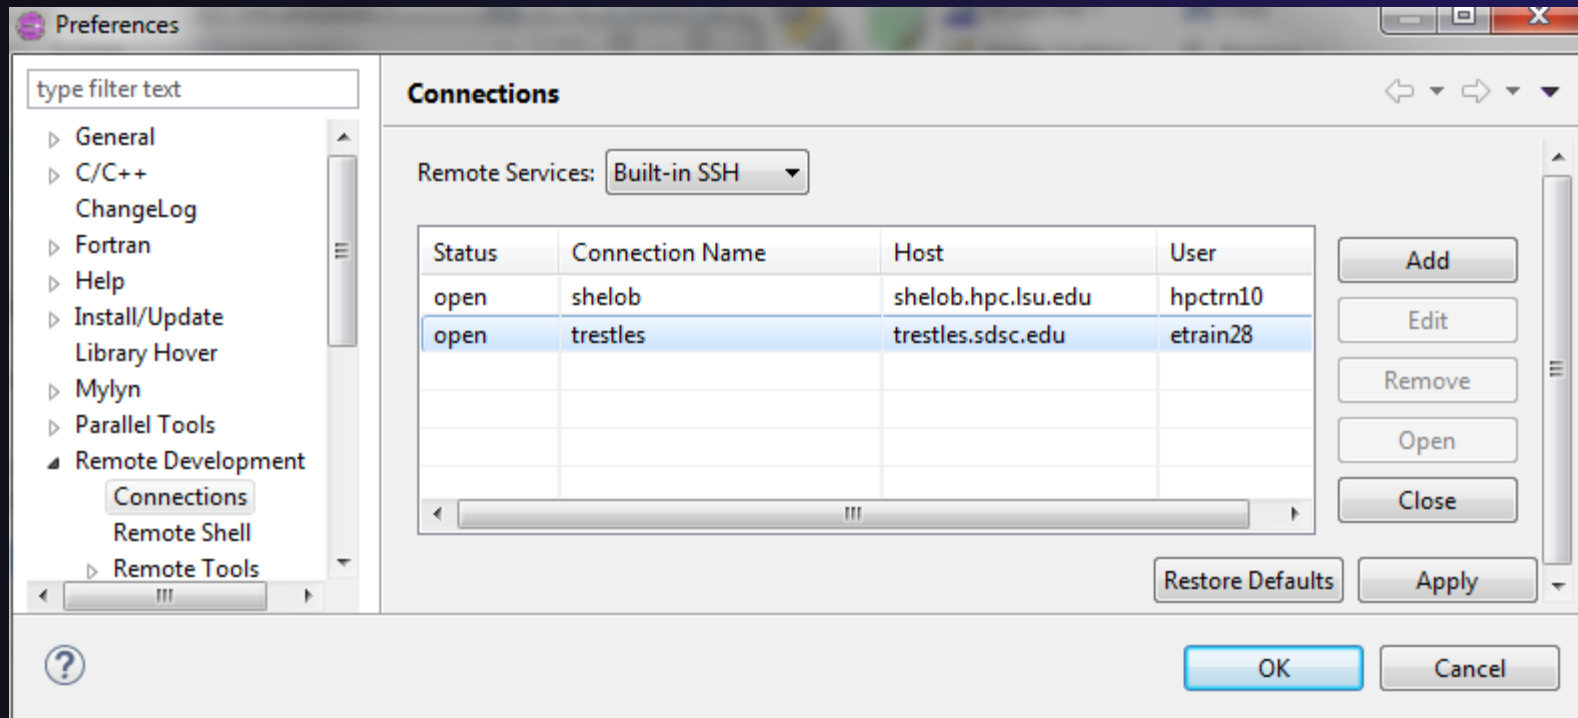 Preferences
type filter text
General
C/C++
ChangeLog
Fortran
Help
Install/Update
Library Hover
Mylyn
Parallel Tools
Remote Development
Connections
Remote Shell
Remote Tools
Connections
Remote Services: Built-in SSH
Status Connection Name Host User
open shelob shelob.hpc.lsu.edu hpctrn10
open trestles trestles.sdsc.edu etrain28
Add
Edit
Remove
Open
Close
Restore Defaults Apply
OK Cancel